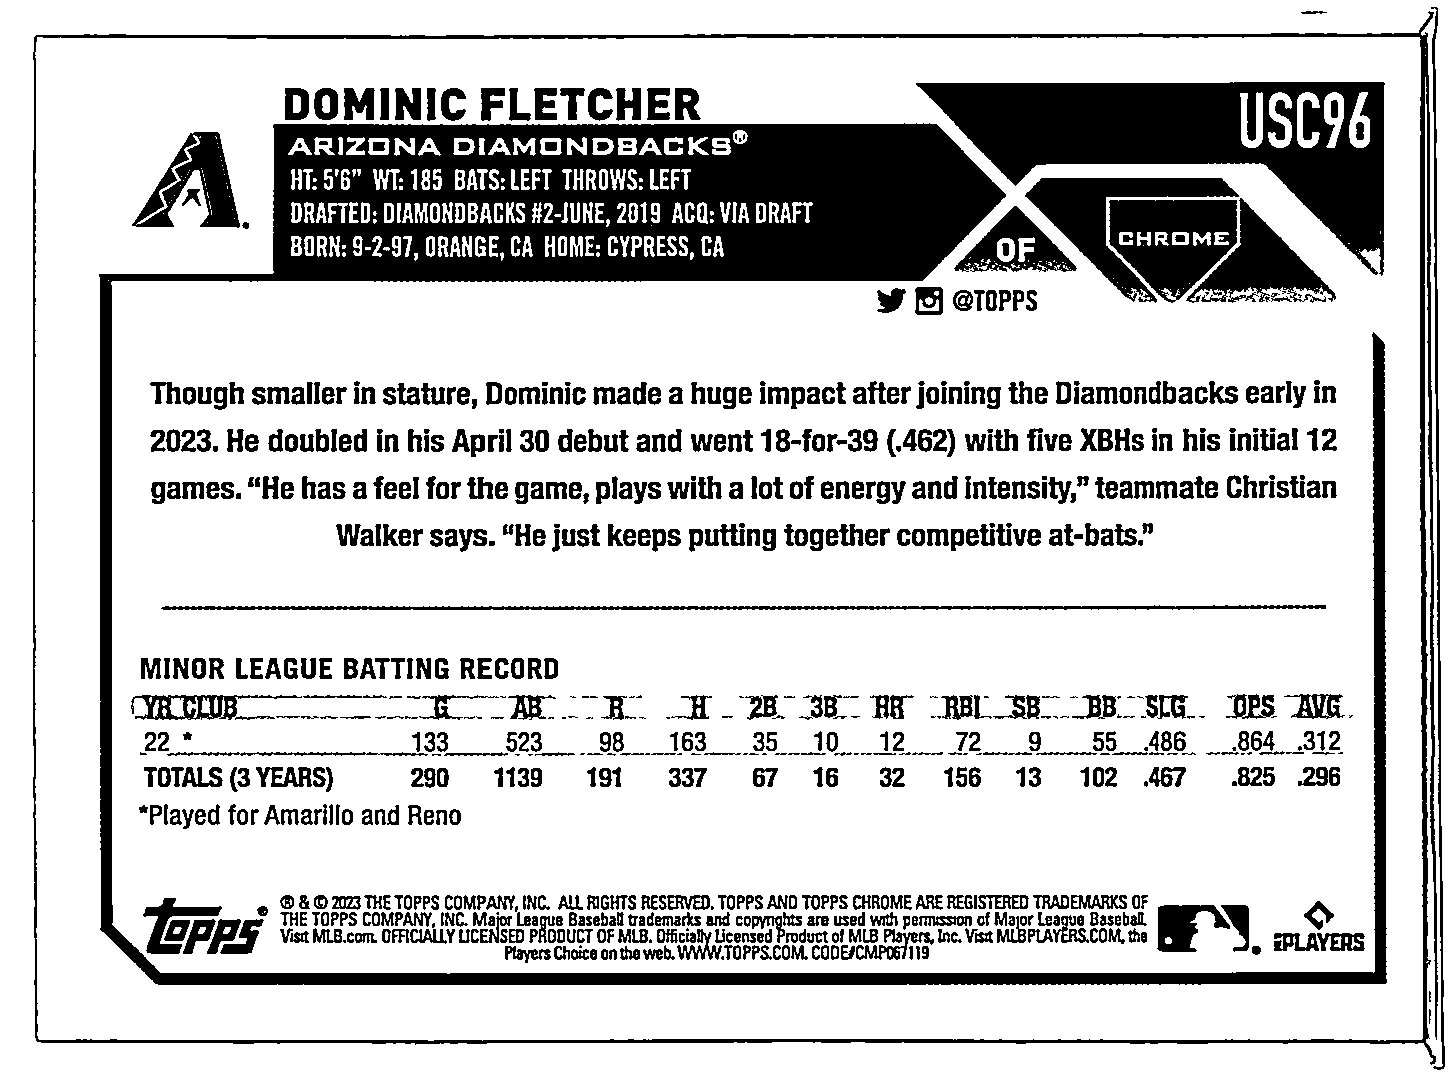 DOMINIC FLETCHER
USC96
ARIZONA DIAMONDBACKS®
HT: 5'6" WT: 185 BATS: LEFT THROWS: LEFT
DRAFTED: DIAMONDBACKS #2-JUNE, 2019 ACQ: VIA DRAFT
BORN: 9-2-97, ORANGE, CA HOME: CYPRESS, CA
OF
CHROME
@TOPPS
Though smaller in stature, Dominic made a huge impact after joining the Diamondbacks early in
2023. He doubled in his April 30 debut and went 18-for-39 (.462) with five XBHs in his initial 12
games. "He has a feel for the game, plays with a lot of energy and intensity," teammate Christian
Walker says. "He just keeps putting together competitive at-bats."
MINOR LEAGUE BATTING RECORD
YR CLUB G AB R H 2B 3B HR RBI SB BB SLG OPS AVG
22 * 133 523 98 163 35 10 12 72 9 55 .486 .864 .312
TOTALS (3 YEARS) 290 1139 191 337 67 16 32 156 13 102 .467 .825 .296
*Played for Amarillo and Reno
Topps®
® & © 2023 THE TOPPS COMPANY, INC. ALL RIGHTS RESERVED. TOPPS AND TOPPS CHROME ARE REGISTERED TRADEMARKS OF
THE TOPPS COMPANY, INC. Major League Baseball trademarks and copyrights are used with permission of Major League Baseball.
Visit MLB.com. OFFICIALLY LICENSED PRODUCT OF MLB. Officially Licensed Product of MLB Players, Inc. Visit MLBPLAYERS.COM, the
Players Choice on the web. WWW.TOPPS.COM. CODE#CMP067119
PLAYERS